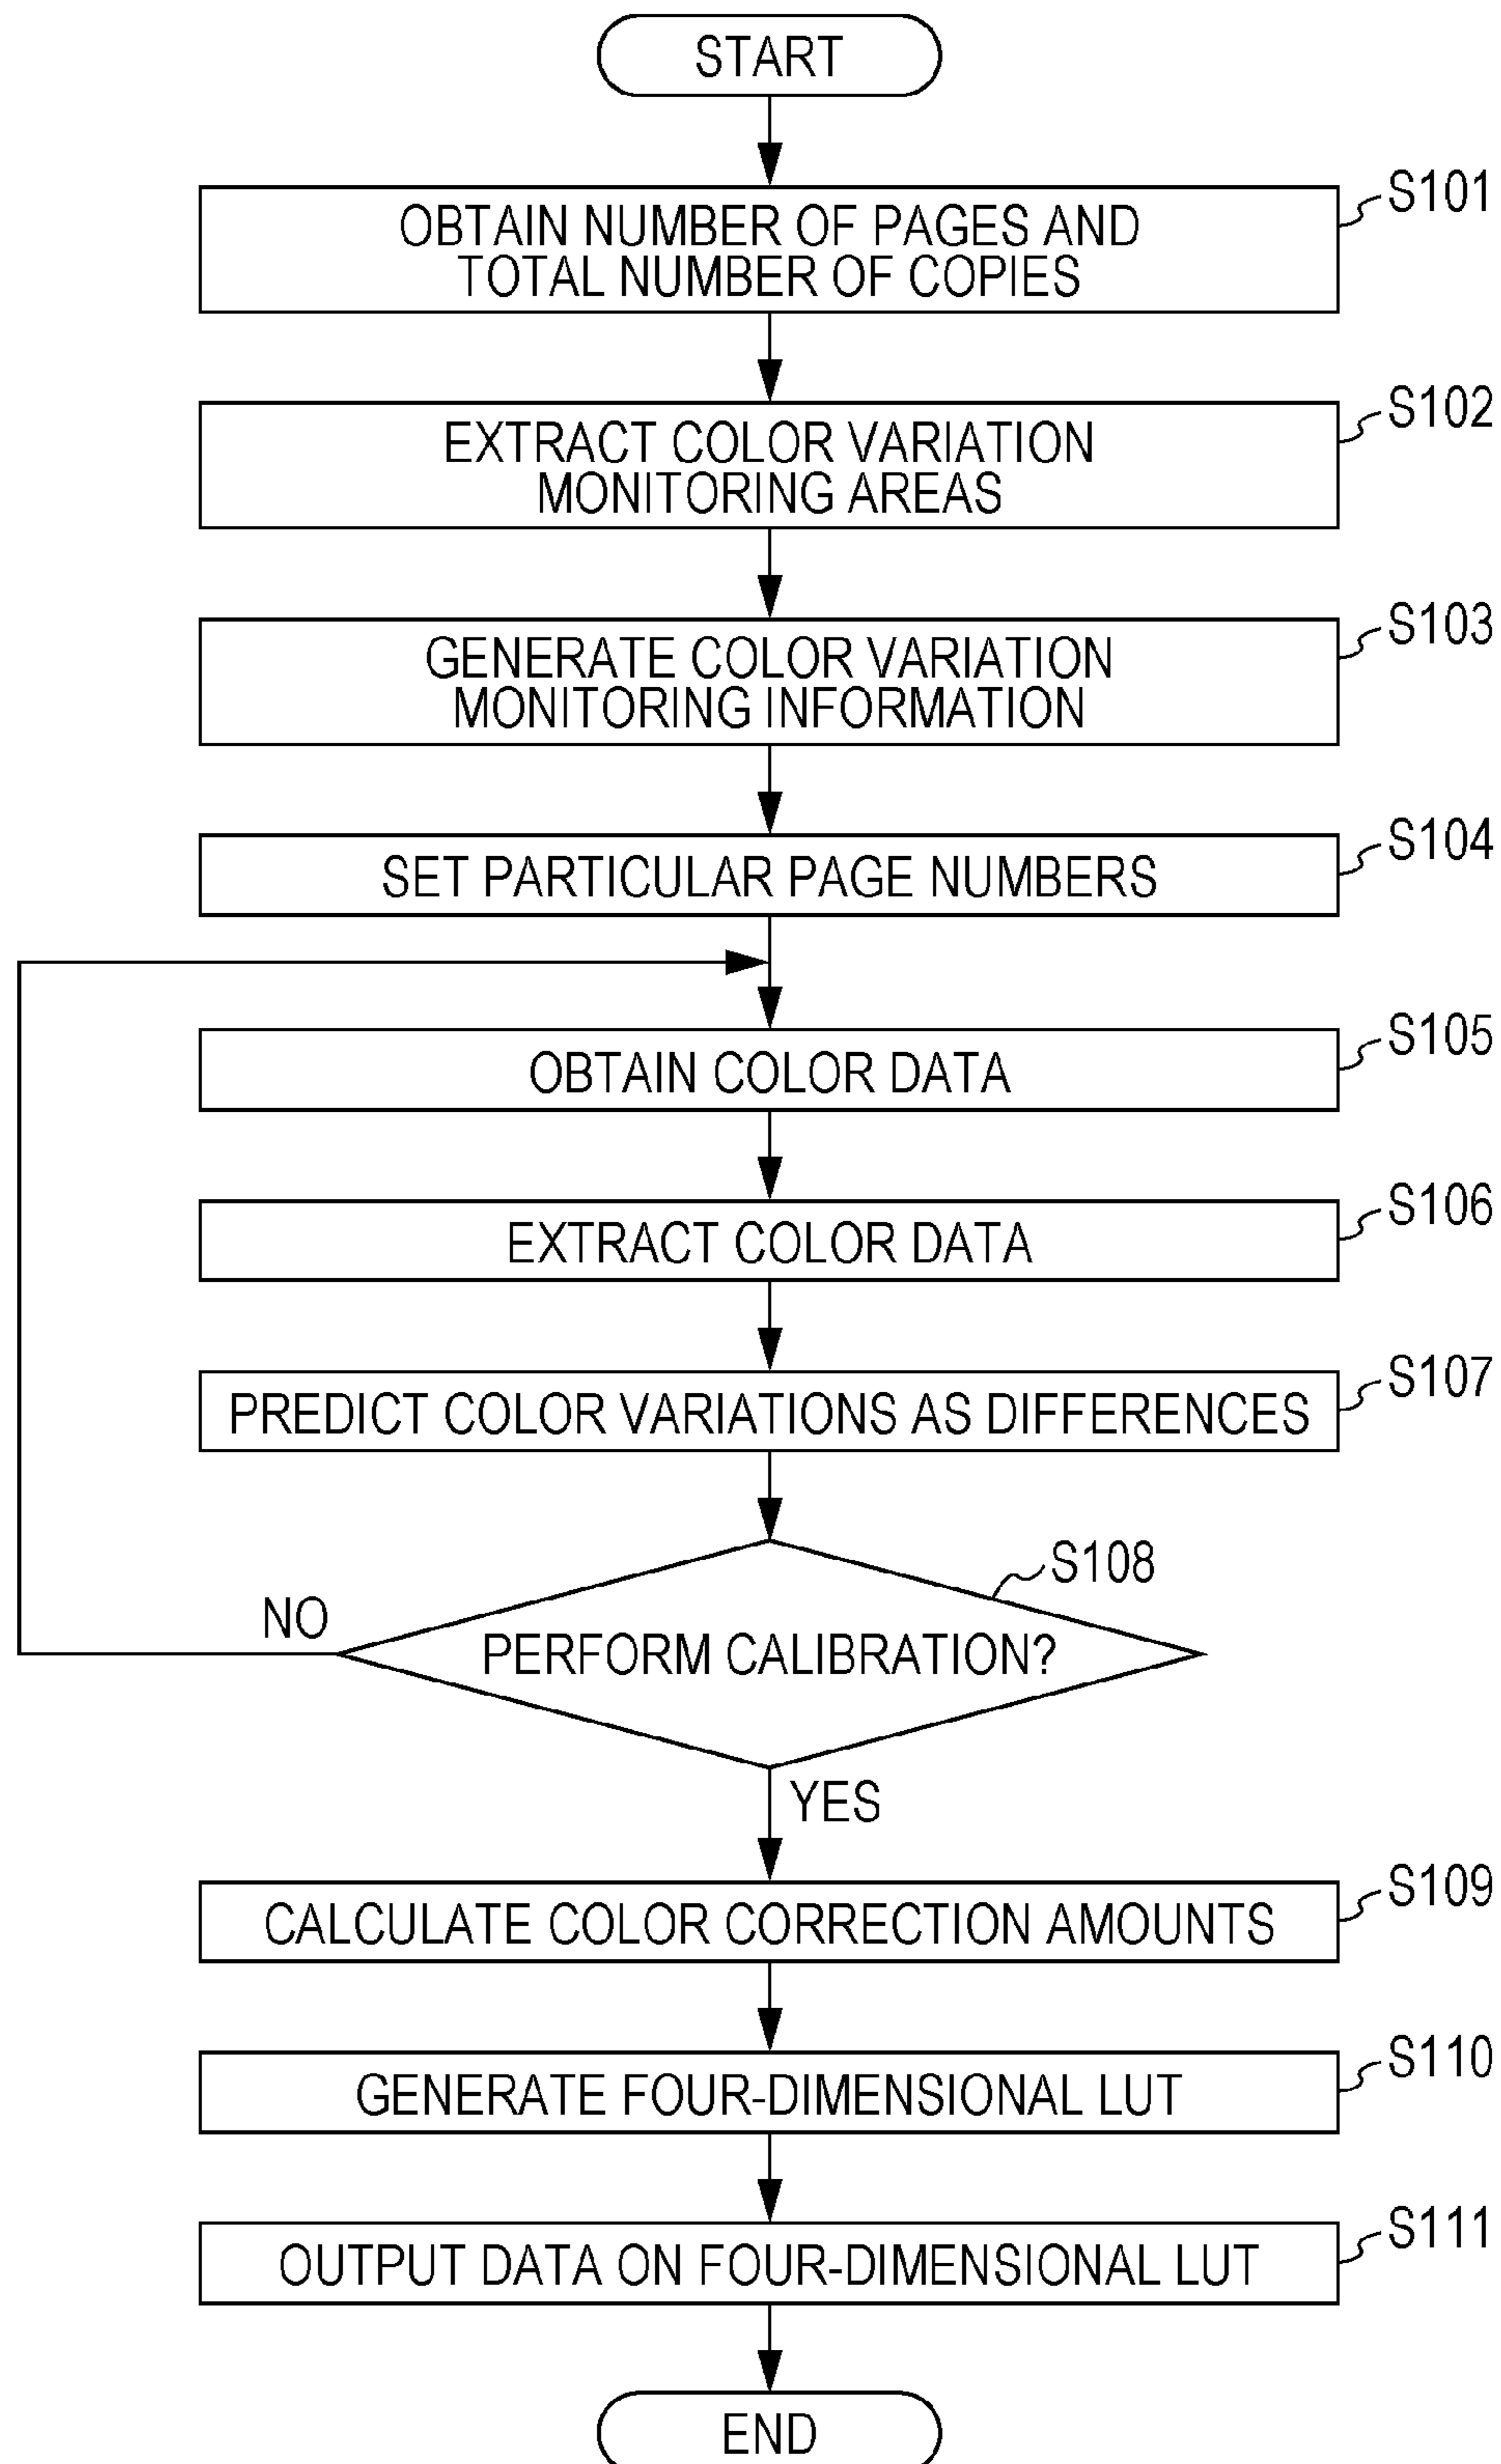 START
S101
OBTAIN NUMBER OF PAGES AND
TOTAL NUMBER OF COPIES
S102
EXTRACT COLOR VARIATION
MONITORING AREAS
S103
GENERATE COLOR VARIATION
MONITORING INFORMATION
S104
SET PARTICULAR PAGE NUMBERS
S105
OBTAIN COLOR DATA
S106
EXTRACT COLOR DATA
S107
PREDICT COLOR VARIATIONS AS DIFFERENCES
S108
NO
PERFORM CALIBRATION?
YES
S109
CALCULATE COLOR CORRECTION AMOUNTS
S110
GENERATE FOUR-DIMENSIONAL LUT
S111
OUTPUT DATA ON FOUR-DIMENSIONAL LUT
END